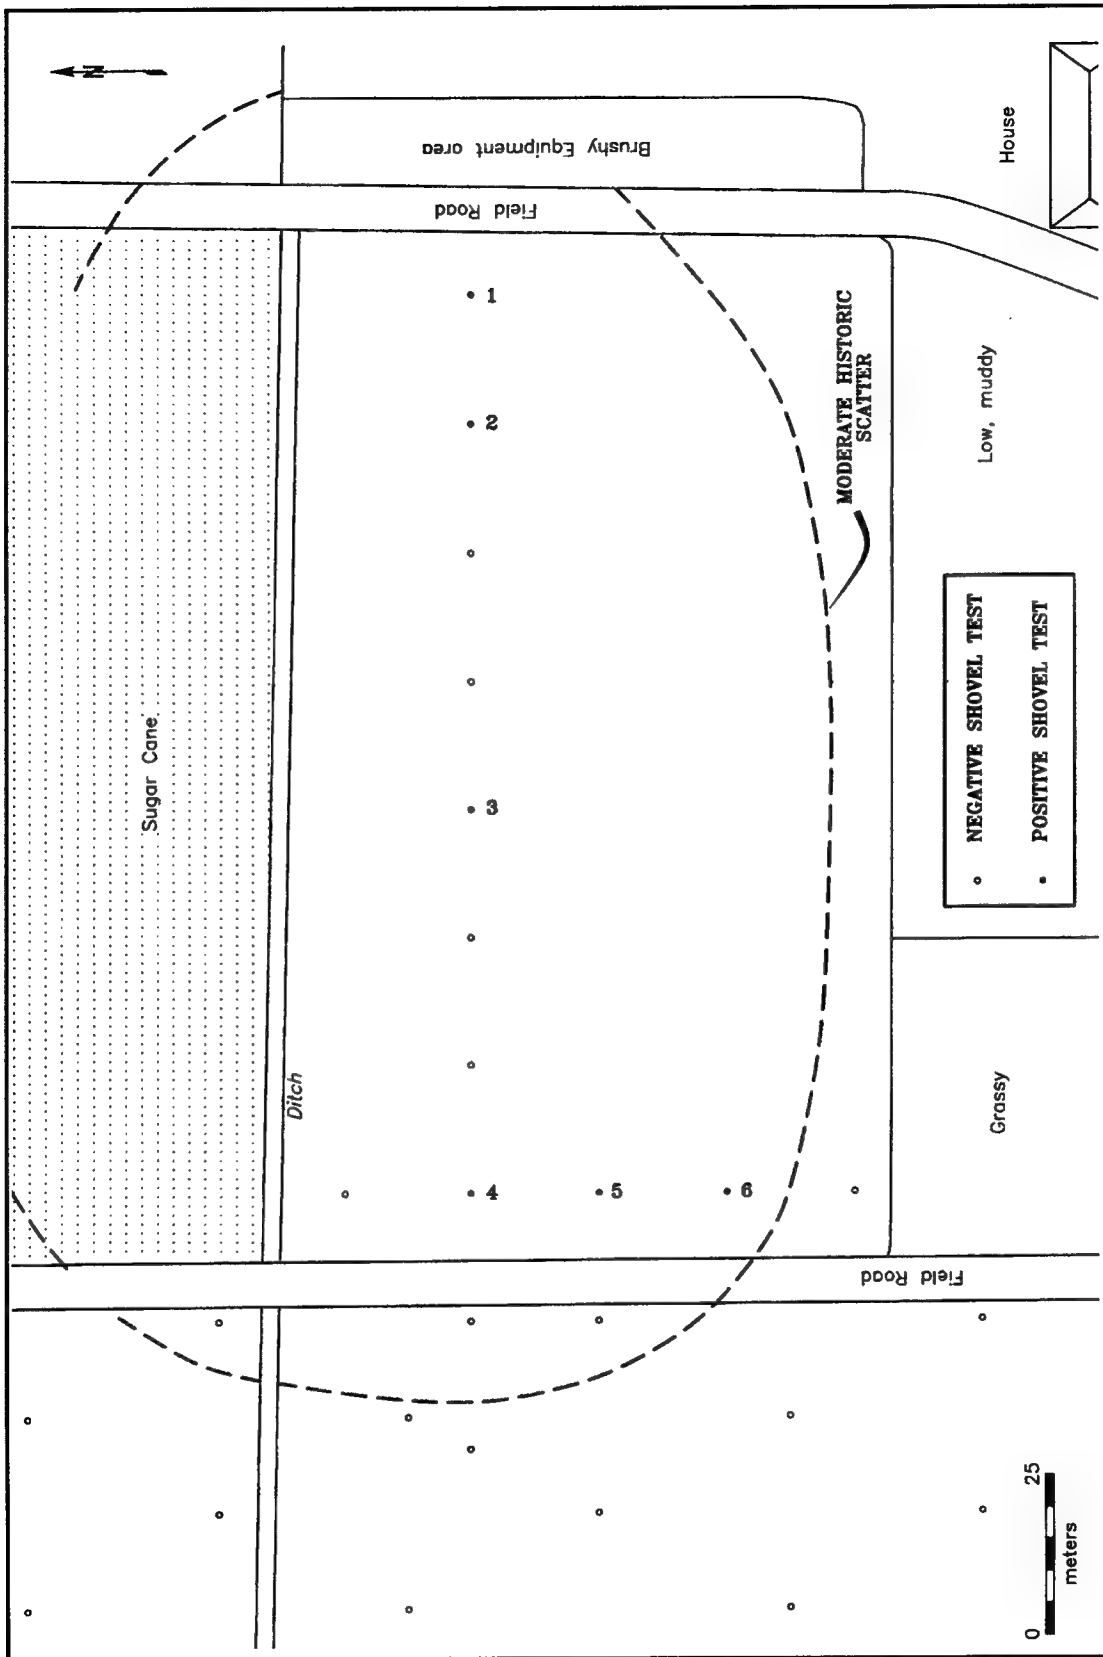 N
Brushy Equipment area
House
Field Road
1
2
MODERATE HISTORIC
SCATTER
Low, muddy
Sugar Cane
3
NEGATIVE SHOVEL TEST
POSITIVE SHOVEL TEST
Ditch
4
5
6
Grassy
Field Road
0
25
meters